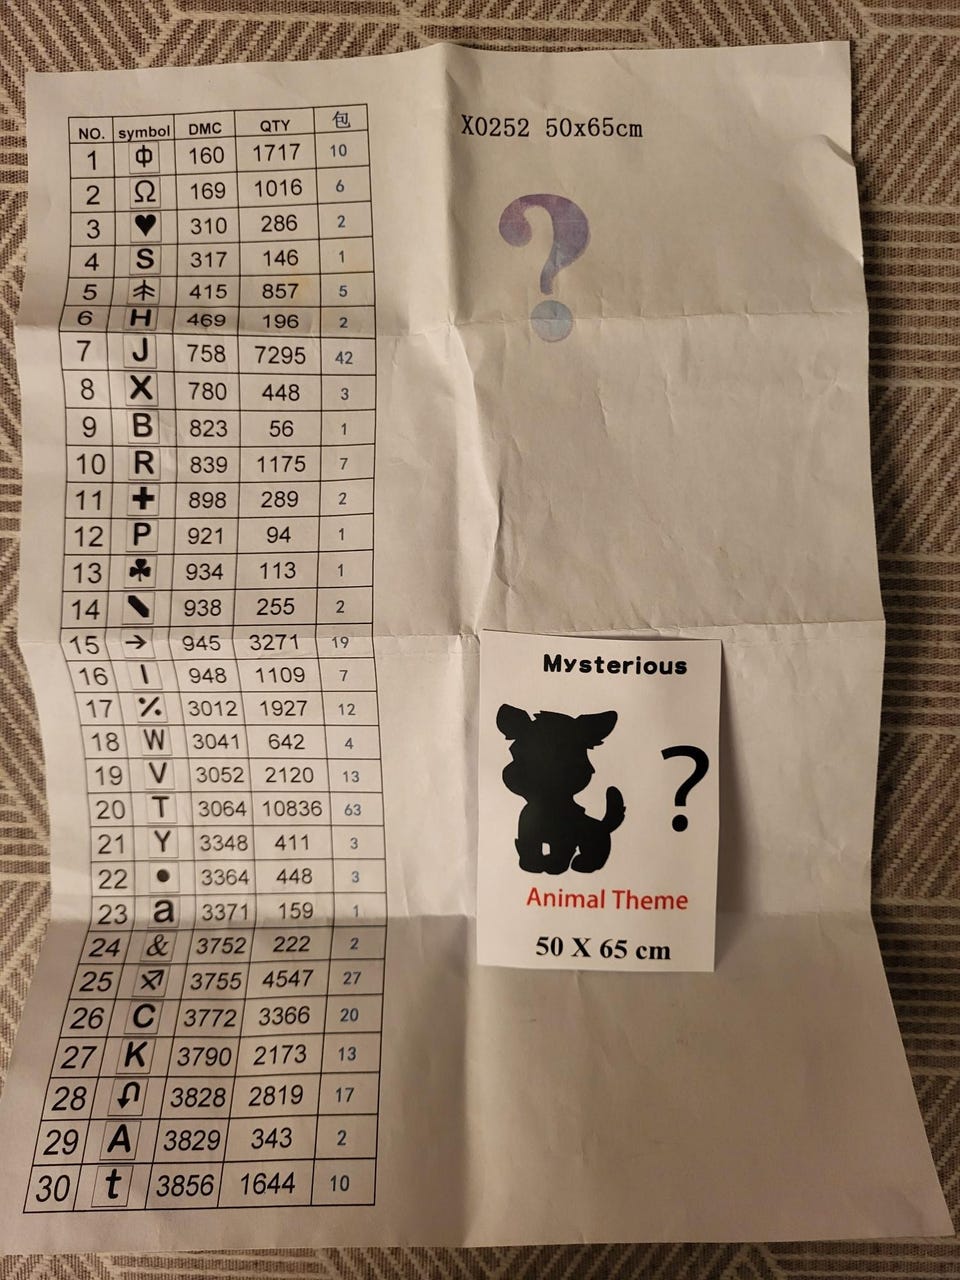 NO. symbol DMC QTY 包
1 Ф 160 1717 10
2 Ω 169 1016 6
3 ♥ 310 286 2
4 S 317 146 1
5 415 857 5
6 H 469 196 2
7 J 758 7295 42
8 X 780 448 3
9 B 823 56 1
10 R 839 1175 7
11 ✚ 898 289 2
12 P 921 94 1
13 ♣ 934 113 1
14 938 255 2
15 → 945 3271 19
16 I 948 1109 7
17 ٪ 3012 1927 12
18 W 3041 642 4
19 V 3052 2120 13
20 T 3064 10836 63
21 Y 3348 411 3
22 ● 3364 448 3
23 a 3371 159 1
24 & 3752 222 2
25 ♐ 3755 4547 27
26 C 3772 3366 20
27 K 3790 2173 13
28 3828 2819 17
29 A 3829 343 2
30 t 3856 1644 10
X0252 50x65cm
?
Mysterious
?
Animal Theme
50 X 65 cm